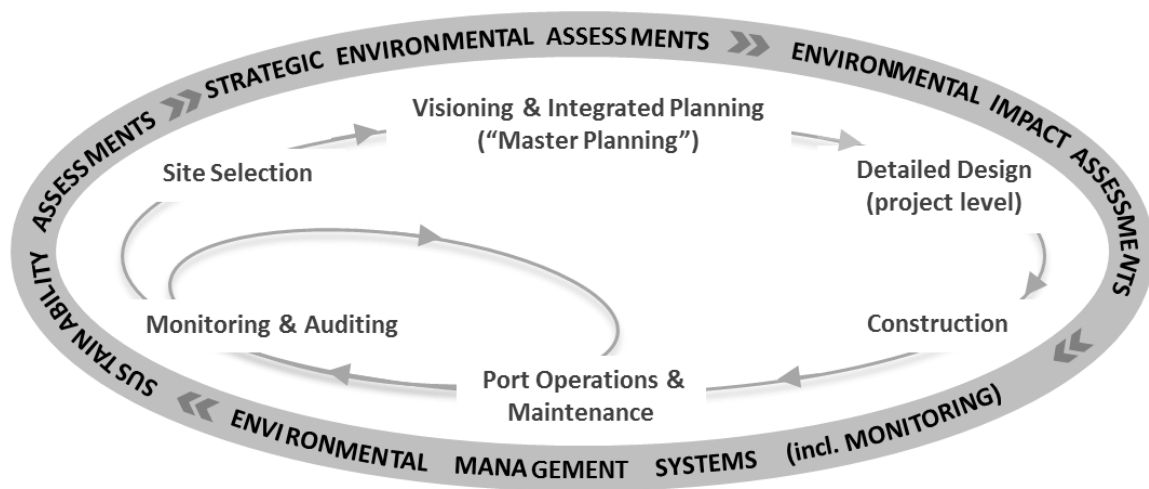 STRATEGIC ENVIRONMENTAL ASSESSMENTS
ENVIRONMENTAL IMPACT ASSESSMENTS
Visioning & Integrated Planning
(“Master Planning”)
Site Selection
Detailed Design
(project level)
Monitoring & Auditing
Construction
Port Operations &
Maintenance
ENVIRONMENTAL MANAGEMENT SYSTEMS (incl. MONITORING)
SUSTAINABILITY ASSESSMENTS